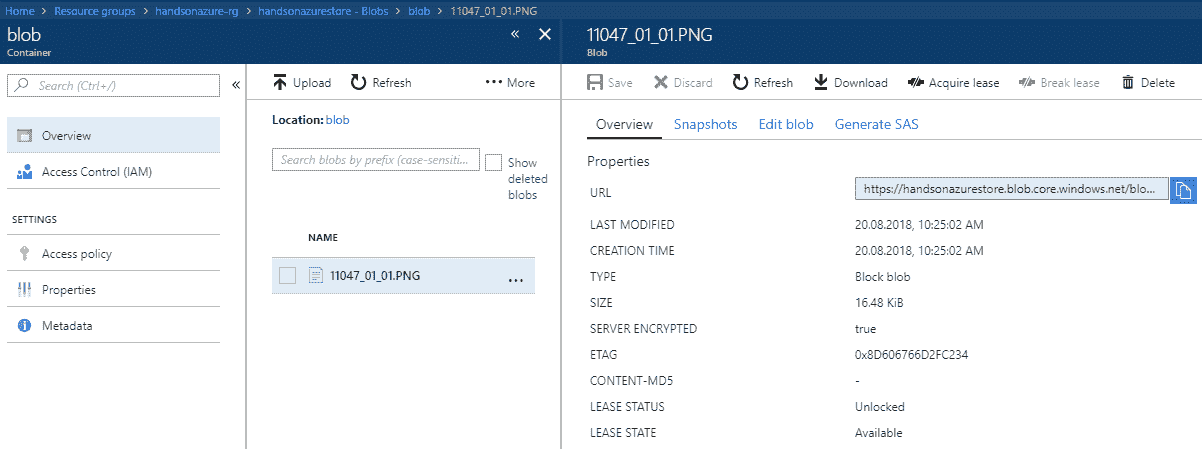 Home > Resource groups > handsonazure-rg > handsonazurestore - Blobs > blob > 11047_01_01.PNG
blob
Container
«
Search (Ctrl+/)
«
Overview
Access Control (IAM)
SETTINGS
Access policy
Properties
Metadata
Upload Refresh ••• More
Location: blob
Search blobs by prefix (case-sensiti...
Show
deleted
blobs
NAME
11047_01_01.PNG ...
11047_01_01.PNG
Blob
Save Discard Refresh Download Acquire lease Break lease Delete
Overview Snapshots Edit blob Generate SAS
Properties
URL https://handsonazurestore.blob.core.windows.net/blo...
LAST MODIFIED 20.08.2018, 10:25:02 AM
CREATION TIME 20.08.2018, 10:25:02 AM
TYPE Block blob
SIZE 16.48 KiB
SERVER ENCRYPTED true
ETAG 0x8D606766D2FC234
CONTENT-MD5 -
LEASE STATUS Unlocked
LEASE STATE Available